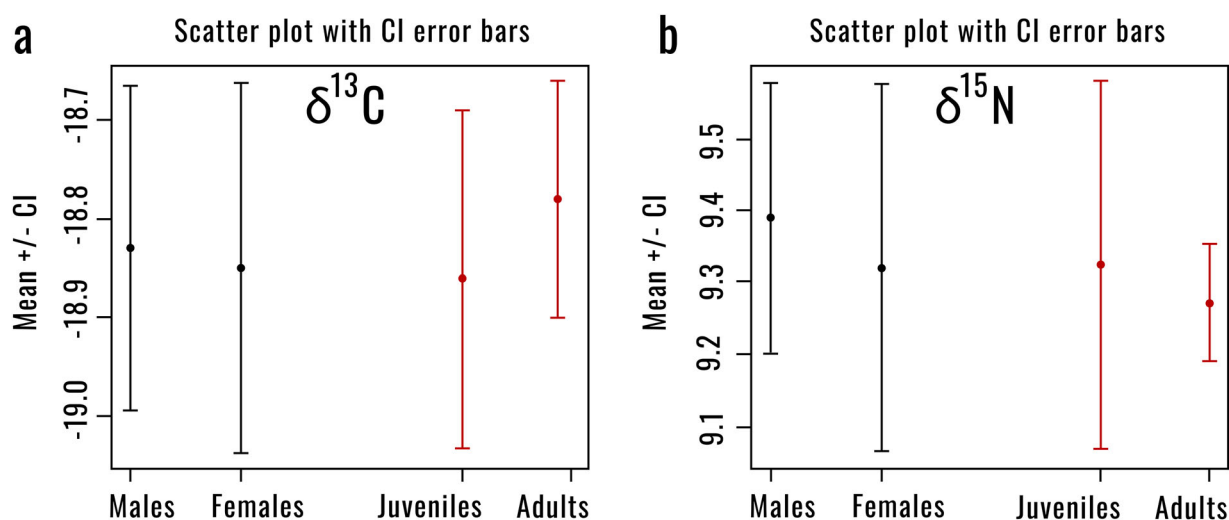 a
Scatter plot with CI error bars
δ¹³C
Mean +/- CI
-18.7
-18.8
-18.9
-19.0
Males
Females
Juveniles
Adults
b
Scatter plot with CI error bars
δ¹⁵N
Mean +/- CI
9.5
9.4
9.3
9.2
9.1
Males
Females
Juveniles
Adults